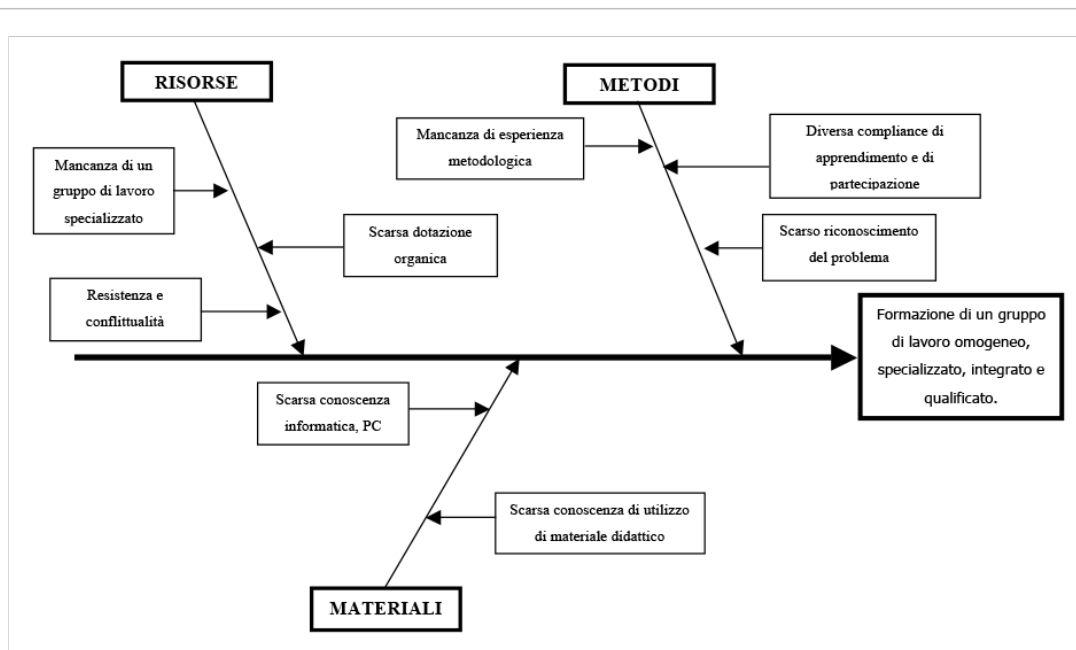 RISORSE
METODI
Mancanza di esperienza
metodologica
Diversa compliance di
apprendimento e di
partecipazione
Mancanza di un
gruppo di lavoro
specializzato
Scarsa dotazione
organica
Scarso riconoscimento
del problema
Resistenza e
conflittualità
Formazione di un gruppo
di lavoro omogeneo,
specializzato, integrato e
qualificato.
Scarsa conoscenza
informatica, PC
Scarsa conoscenza di utilizzo
di materiale didattico
MATERIALI